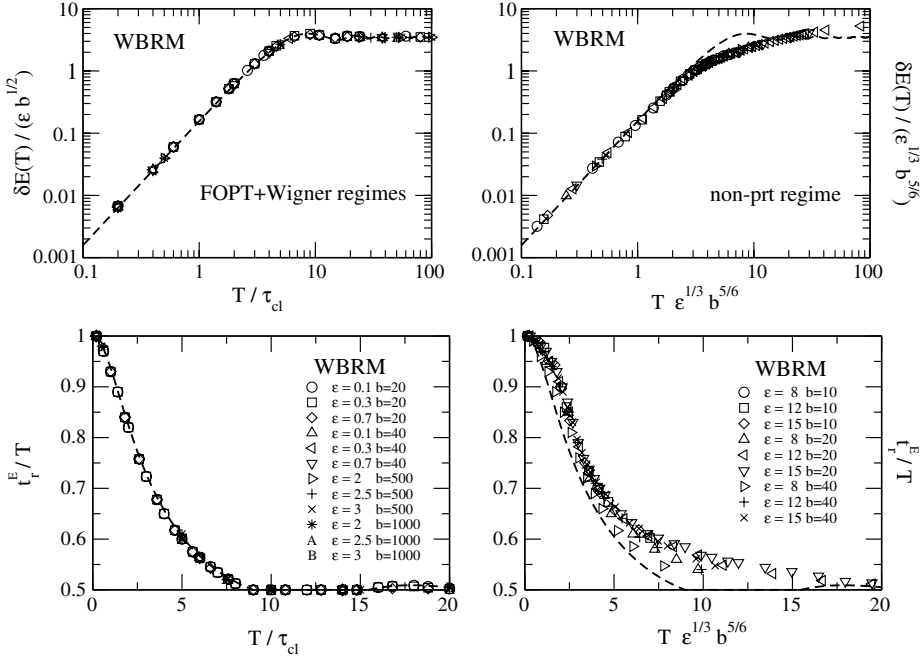 10
1
0.1
0.01
0.001
δE(T) / (ε b^{1/2})
WBRM
FOPT+Wigner regimes
0.1 1 10 100
T / τ_{cl}
10
1
0.1
0.01
0.001
WBRM
non-prt regime
δE(T) / (ε^{1/3} b^{5/6})
0.1 1 10 100
T ε^{1/3} b^{5/6}
1
0.9
0.8
0.7
0.6
0.5
t_r^E / T
WBRM
ε = 0.1 b=20
ε = 0.3 b=20
ε = 0.7 b=20
ε = 0.1 b=40
ε = 0.3 b=40
ε = 0.7 b=40
ε = 2 b=500
ε = 2.5 b=500
ε = 3 b=500
ε = 2 b=1000
A ε = 2.5 b=1000
B ε = 3 b=1000
0 5 10 15 20
T / τ_{cl}
1
0.9
0.8
0.7
0.6
0.5
WBRM
ε = 8 b=10
ε = 12 b=10
ε = 15 b=10
ε = 8 b=20
ε = 12 b=20
ε = 15 b=20
ε = 8 b=40
ε = 12 b=40
ε = 15 b=40
t_r^E / T
0 5 10 15 20
T ε^{1/3} b^{5/6}